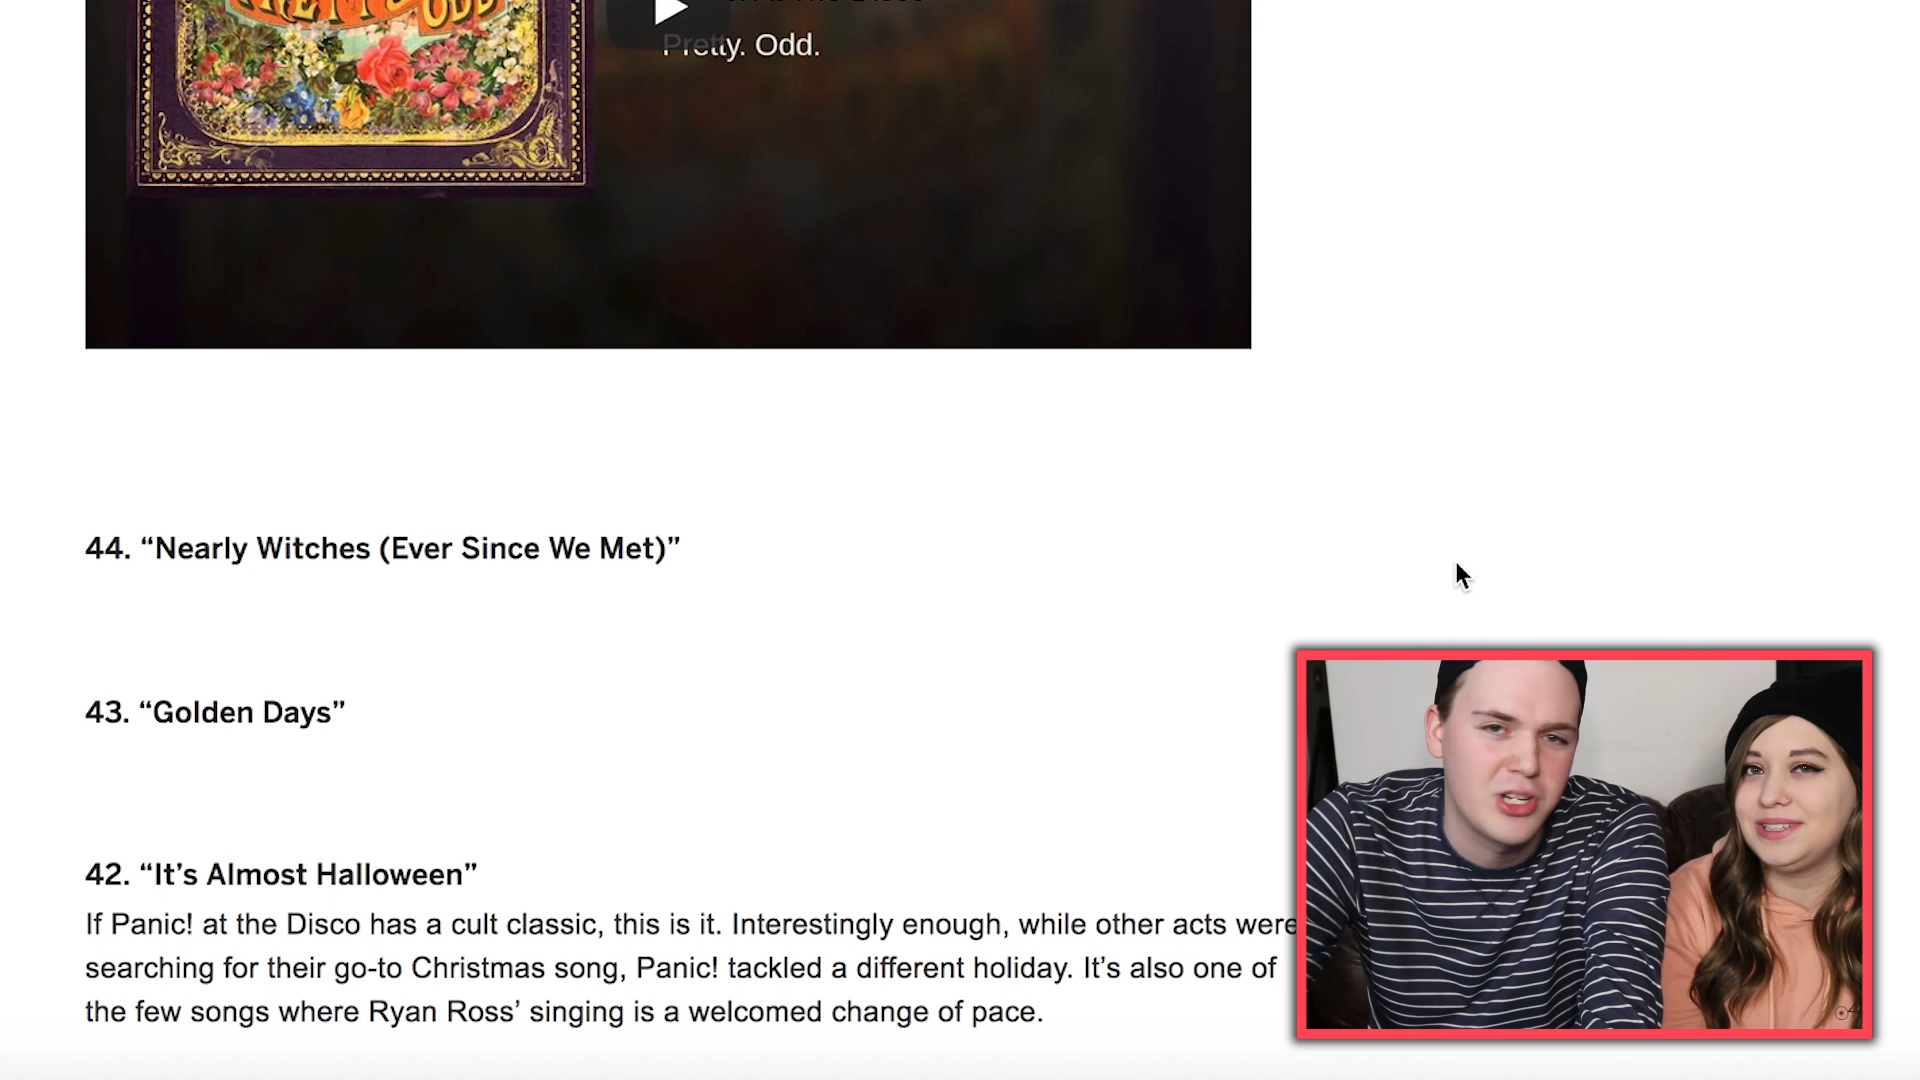 PRETTY. ODD
Pretty. Odd.
44. “Nearly Witches (Ever Since We Met)”
43. “Golden Days”
42. “It’s Almost Halloween”
If Panic! at the Disco has a cult classic, this is it. Interestingly enough, while other acts were
searching for their go-to Christmas song, Panic! tackled a different holiday. It’s also one of
the few songs where Ryan Ross’ singing is a welcomed change of pace.